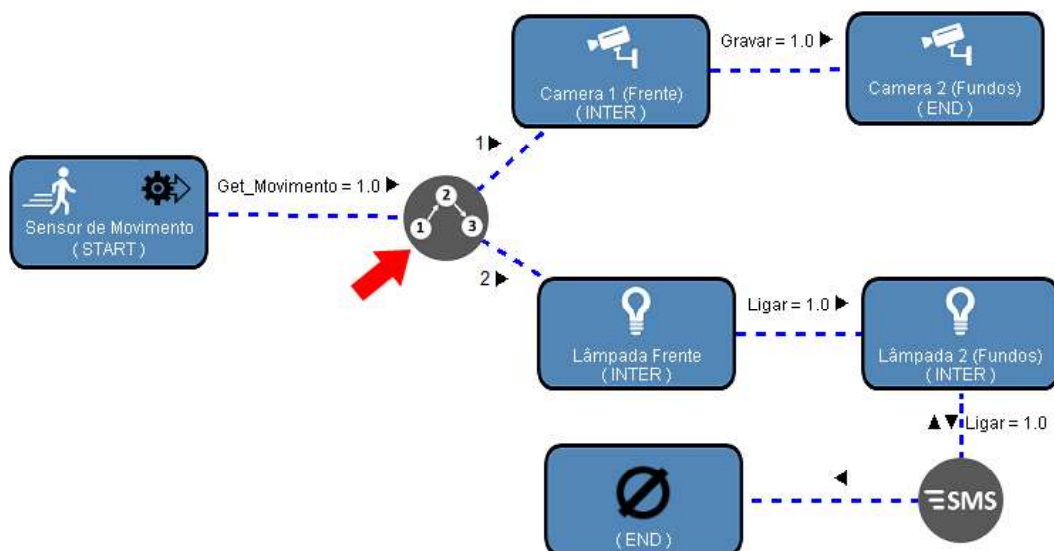 Camera 1 (Frente)
( INTER )
Gravar = 1.0 ►
Camera 2 (Fundos)
( END )
1►
Sensor de Movimento
( START )
Get_Movimento = 1.0 ►
1
2
3
2►
Lâmpada Frente
( INTER )
Ligar = 1.0 ►
Lâmpada 2 (Fundos)
( INTER )
▲▼ Ligar = 1.0
SMS
◄
( END )